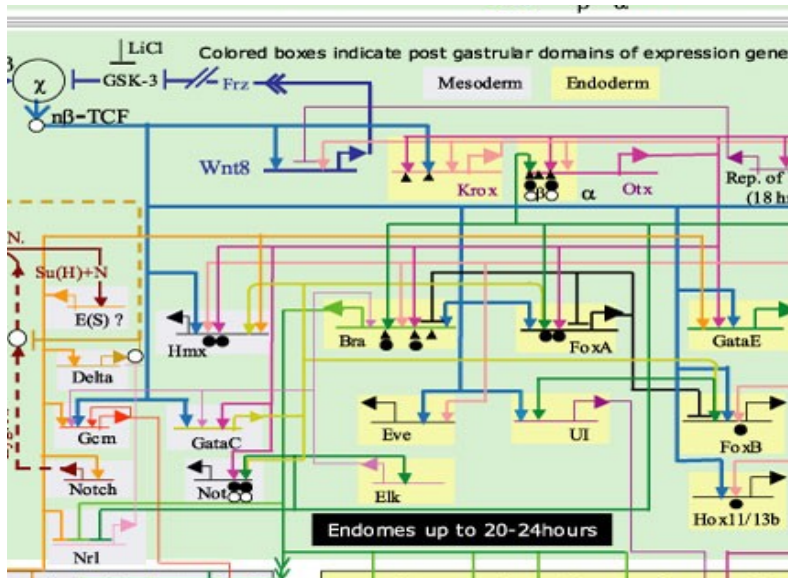 LiCl
Colored boxes indicate post gastrular domains of expression gene
χ
GSK-3
Frz
Mesoderm
Endoderm
nβ-TCF
Wnt8
Krox
β
α
Otx
Rep. of
(18 h
N.
Su(H)+N
E(S) ?
Hmx
Bra
FoxA
GataE
Delta
Gcm
GataC
Eve
UI
FoxB
Notch
Not
Elk
Hox11/13b
Endomes up to 20-24hours
Nrl